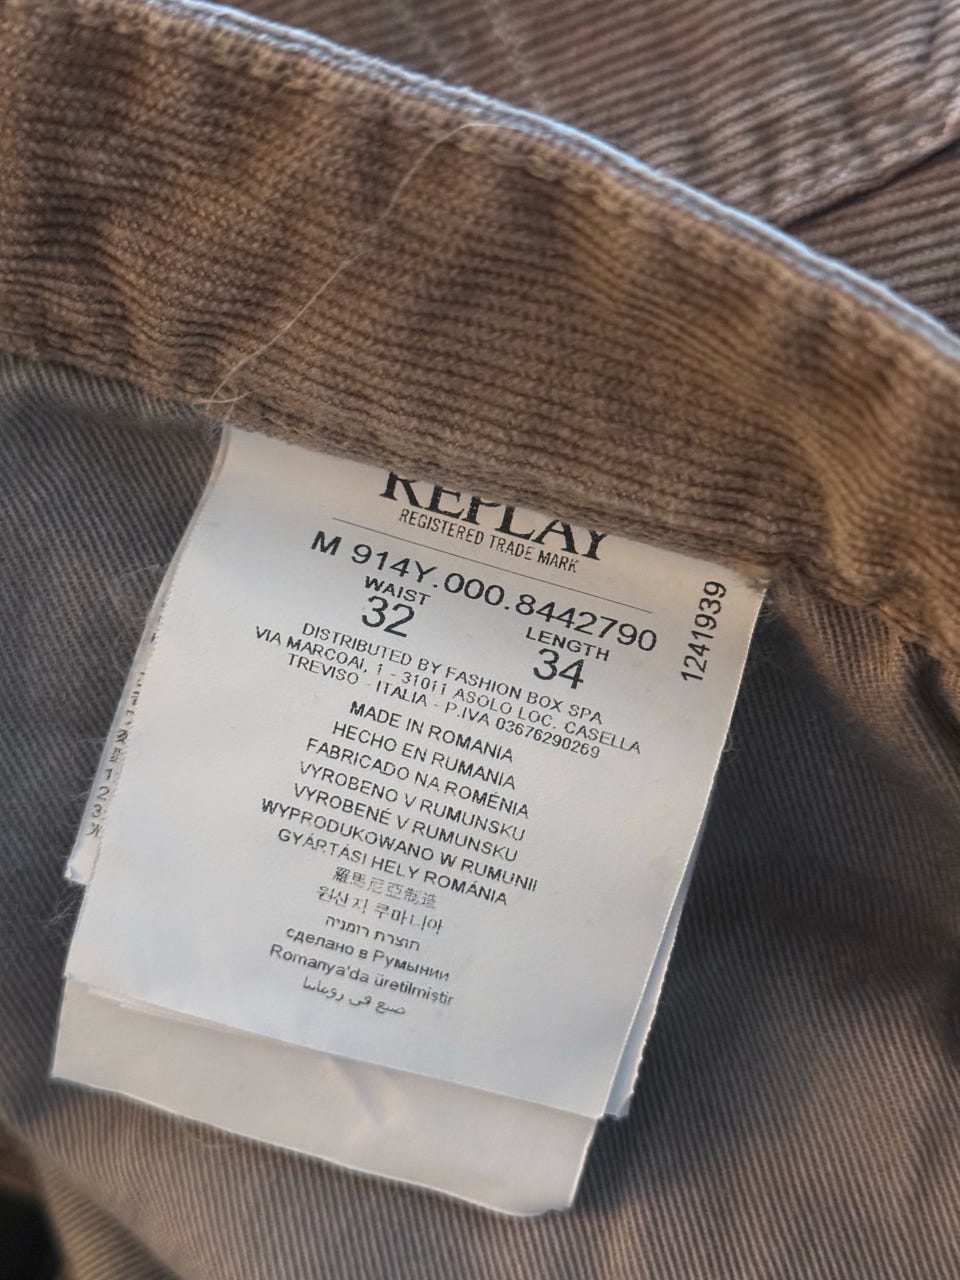 REPLAY
REGISTERED TRADE MARK
M 914Y.000.8442790
WAIST
32
LENGTH
34
1241939
DISTRIBUTED BY FASHION BOX SPA
VIA MARCOAI, 1 - 31011 ASOLO LOC. CASELLA
TREVISO - ITALIA - P.IVA 03676290269
MADE IN ROMANIA
HECHO EN RUMANIA
FABRICADO NA ROMÉNIA
VYROBENO V RUMUNSKU
VYROBENÉ V RUMUNSKU
WYPRODUKOWANO W RUMUNII
GYÁRTÁSI HELY ROMÁNIA
羅馬尼亞制造
원산지 루마니아
תוצרת רומניה
сделано в Румынии
Romanya'da üretilmiştir
صنع في رومانيا